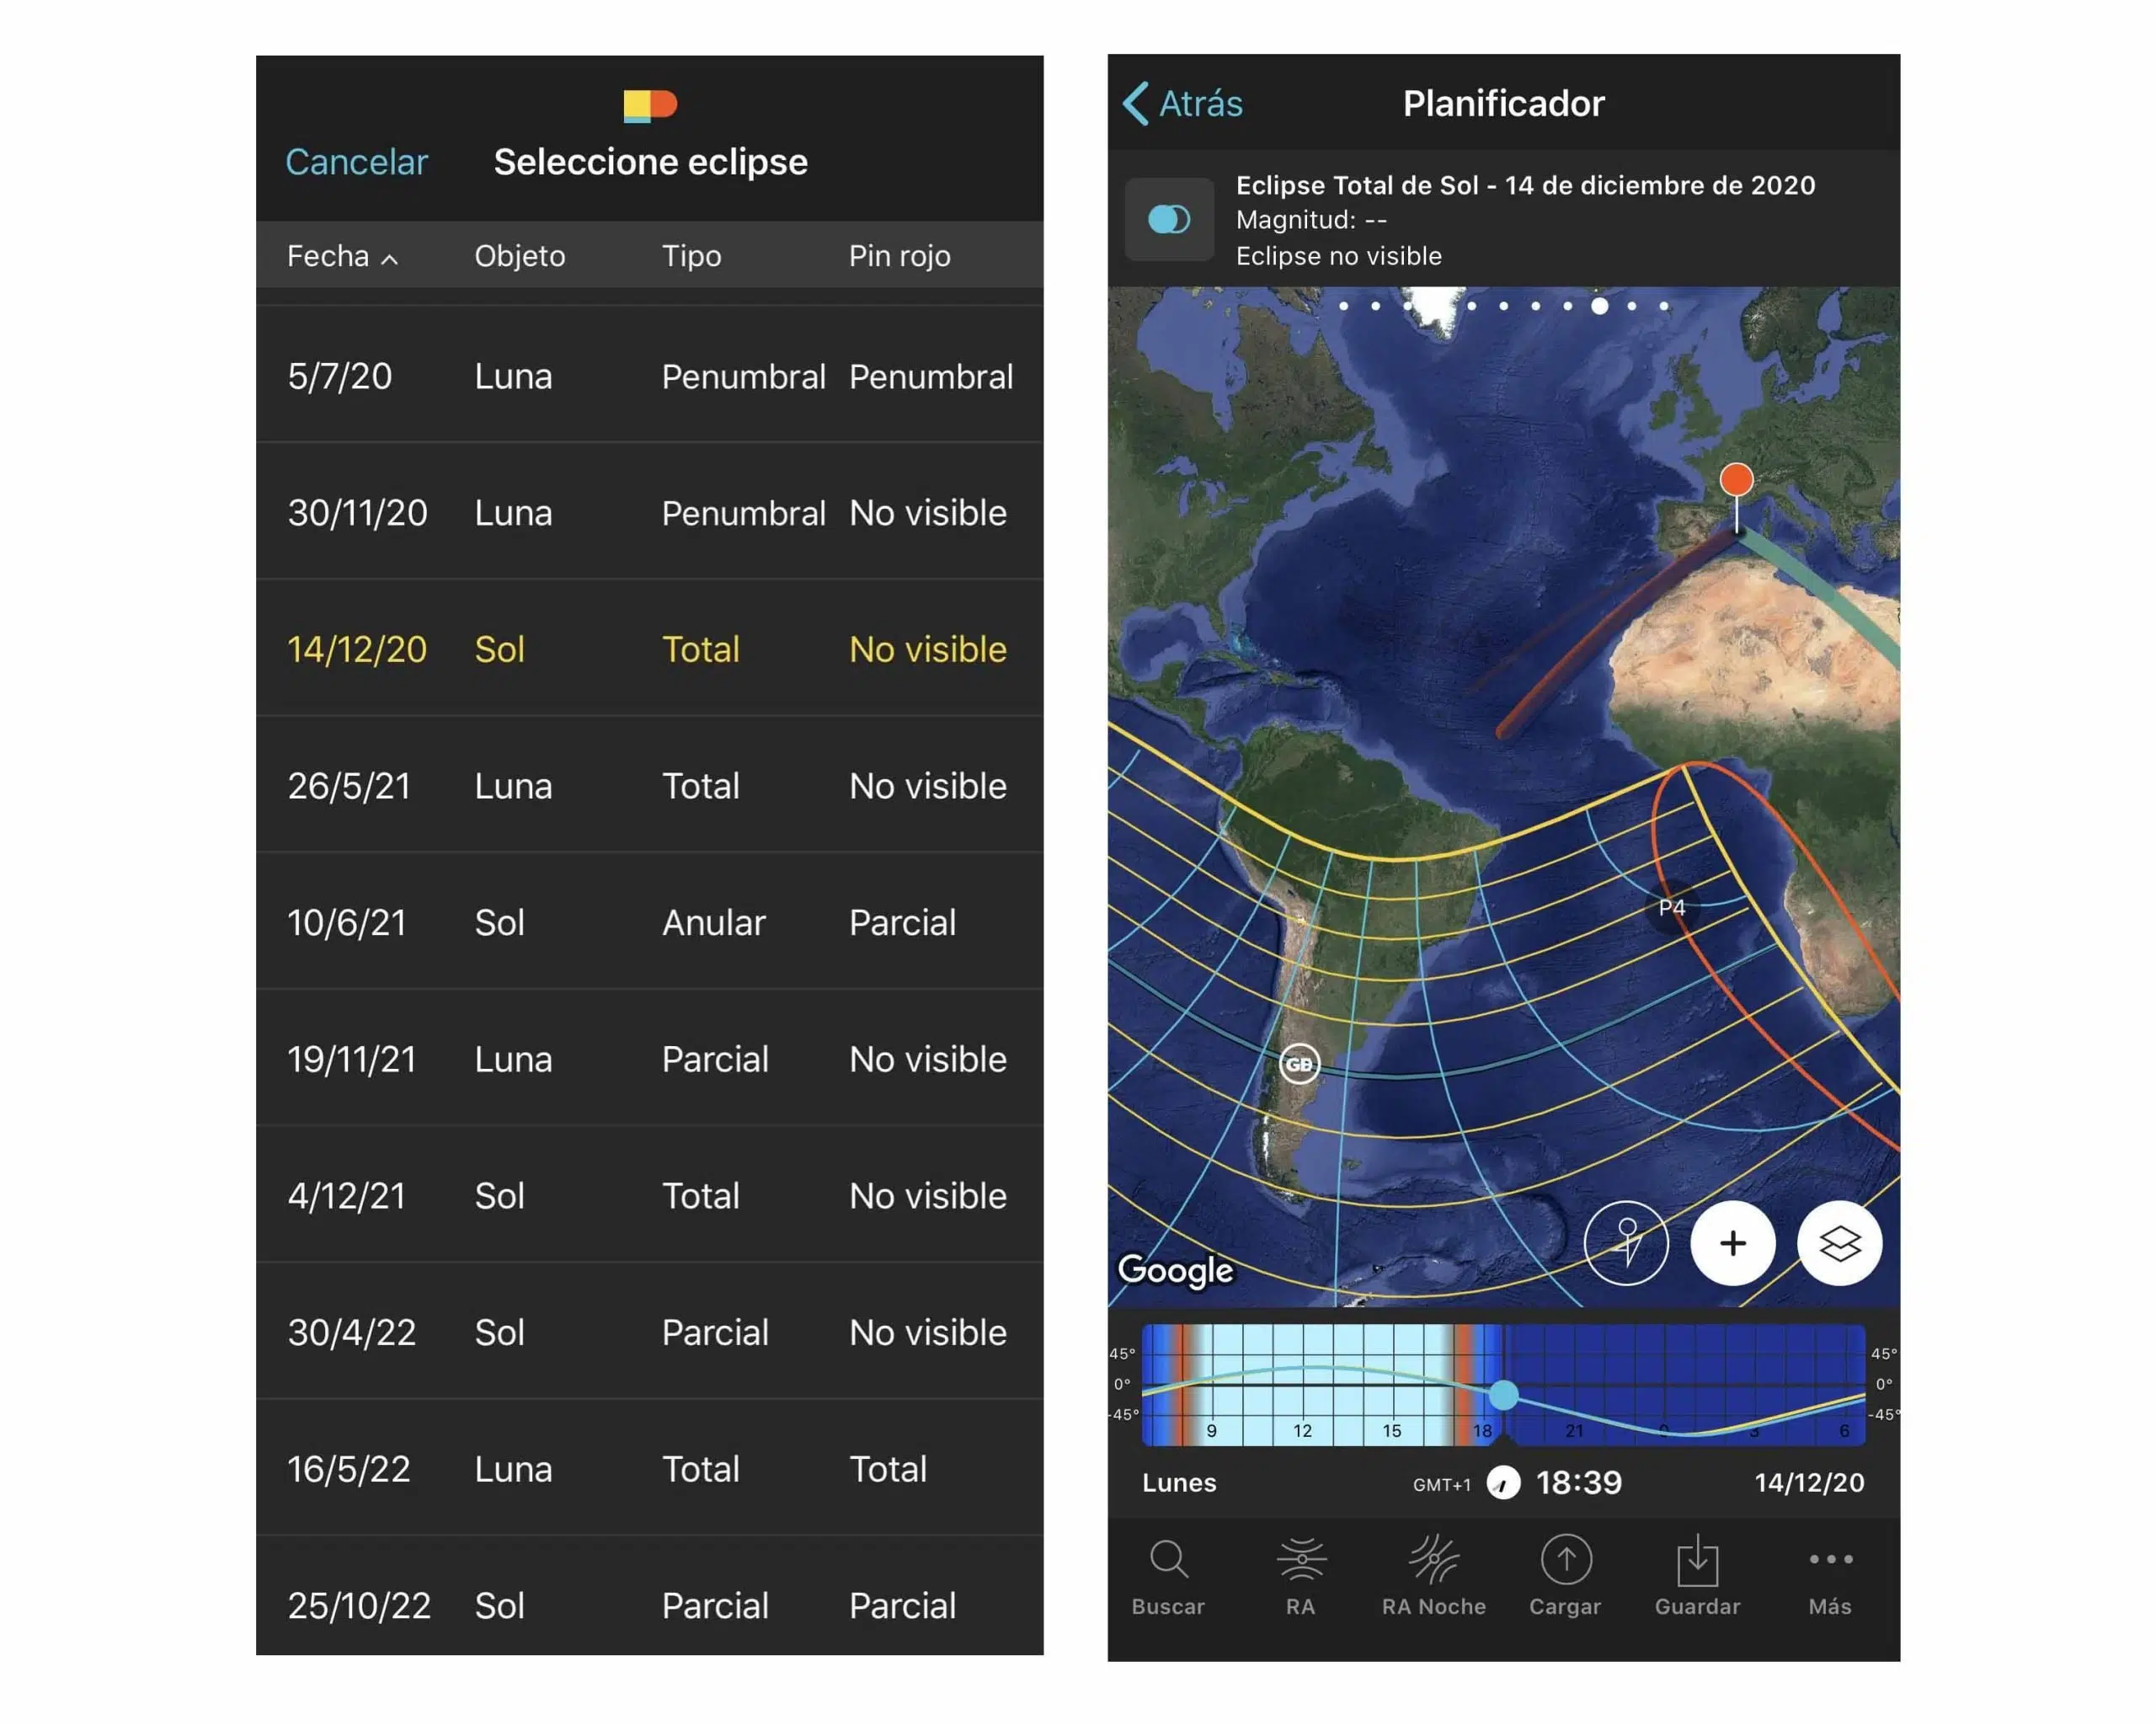 Cancelar Seleccione eclipse
Fecha Objeto Tipo Pin rojo
5/7/20 Luna Penumbral Penumbral
30/11/20 Luna Penumbral No visible
14/12/20 Sol Total No visible
26/5/21 Luna Total No visible
10/6/21 Sol Anular Parcial
19/11/21 Luna Parcial No visible
4/12/21 Sol Total No visible
30/4/22 Sol Parcial No visible
16/5/22 Luna Total Total
25/10/22 Sol Parcial Parcial
Atrás Planificador
Eclipse Total de Sol - 14 de diciembre de 2020
Magnitud: --
Eclipse no visible
P4
Google
45° 45°
0° 0°
-45° -45°
9 12 15 18 21 0 3 6
Lunes GMT+1 18:39 14/12/20
Buscar RA RA Noche Cargar Guardar Más